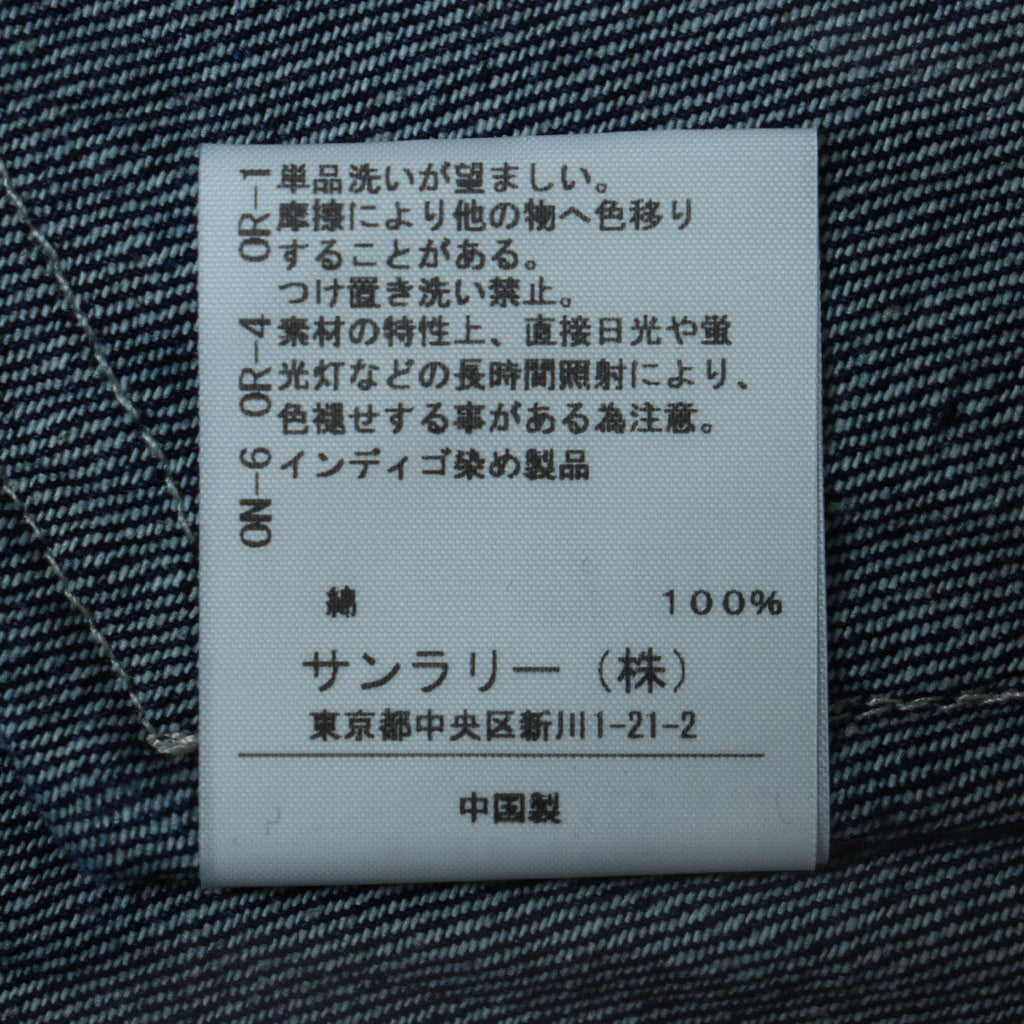 OR-1 単品洗いが望ましい。
摩擦により他の物へ色移り
することがある。
つけ置き洗い禁止。
OR-4 素材の特性上、直接日光や蛍
光灯などの長時間照射により、
色褪せする事がある為注意。
ON-6 インディゴ染め製品
綿 100%
サンラリー(株)
東京都中央区新川1-21-2
中国製